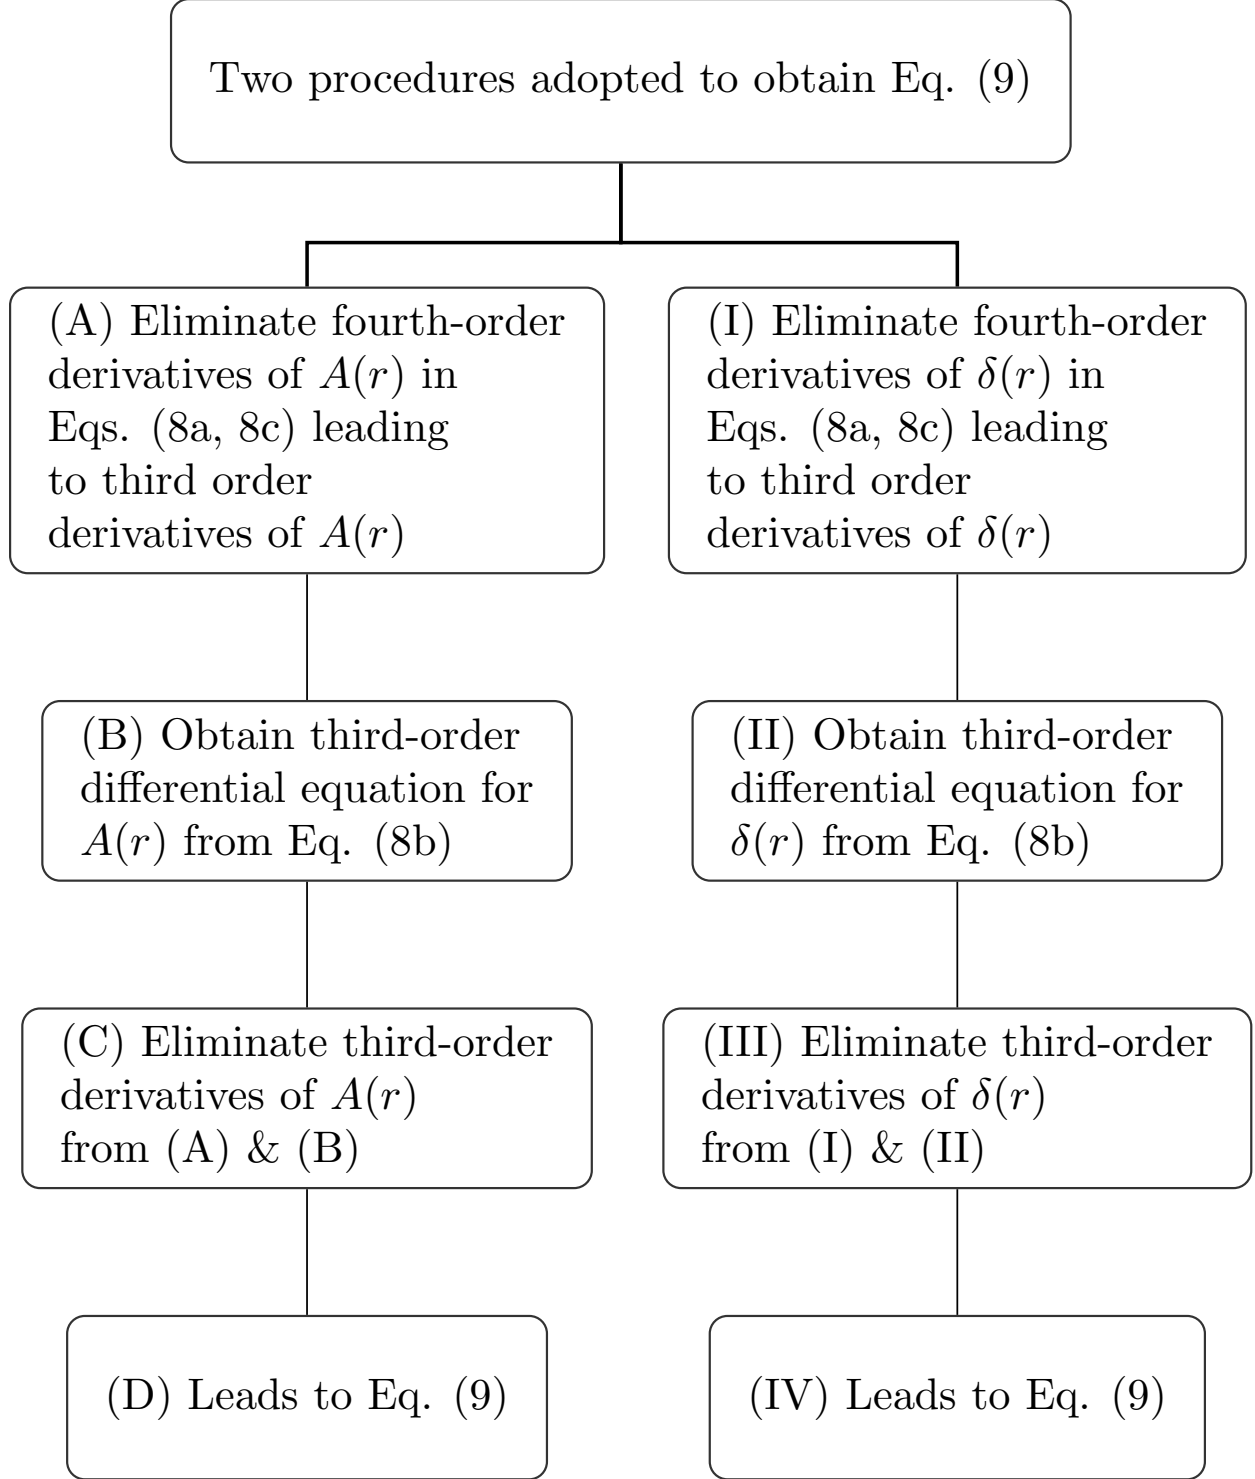 Two procedures adopted to obtain Eq. (9)
(A) Eliminate fourth-order
derivatives of A(r) in
Eqs. (8a, 8c) leading
to third order
derivatives of A(r)
(B) Obtain third-order
differential equation for
A(r) from Eq. (8b)
(C) Eliminate third-order
derivatives of A(r)
from (A) & (B)
(D) Leads to Eq. (9)
(I) Eliminate fourth-order
derivatives of δ(r) in
Eqs. (8a, 8c) leading
to third order
derivatives of δ(r)
(II) Obtain third-order
differential equation for
δ(r) from Eq. (8b)
(III) Eliminate third-order
derivatives of δ(r)
from (I) & (II)
(IV) Leads to Eq. (9)